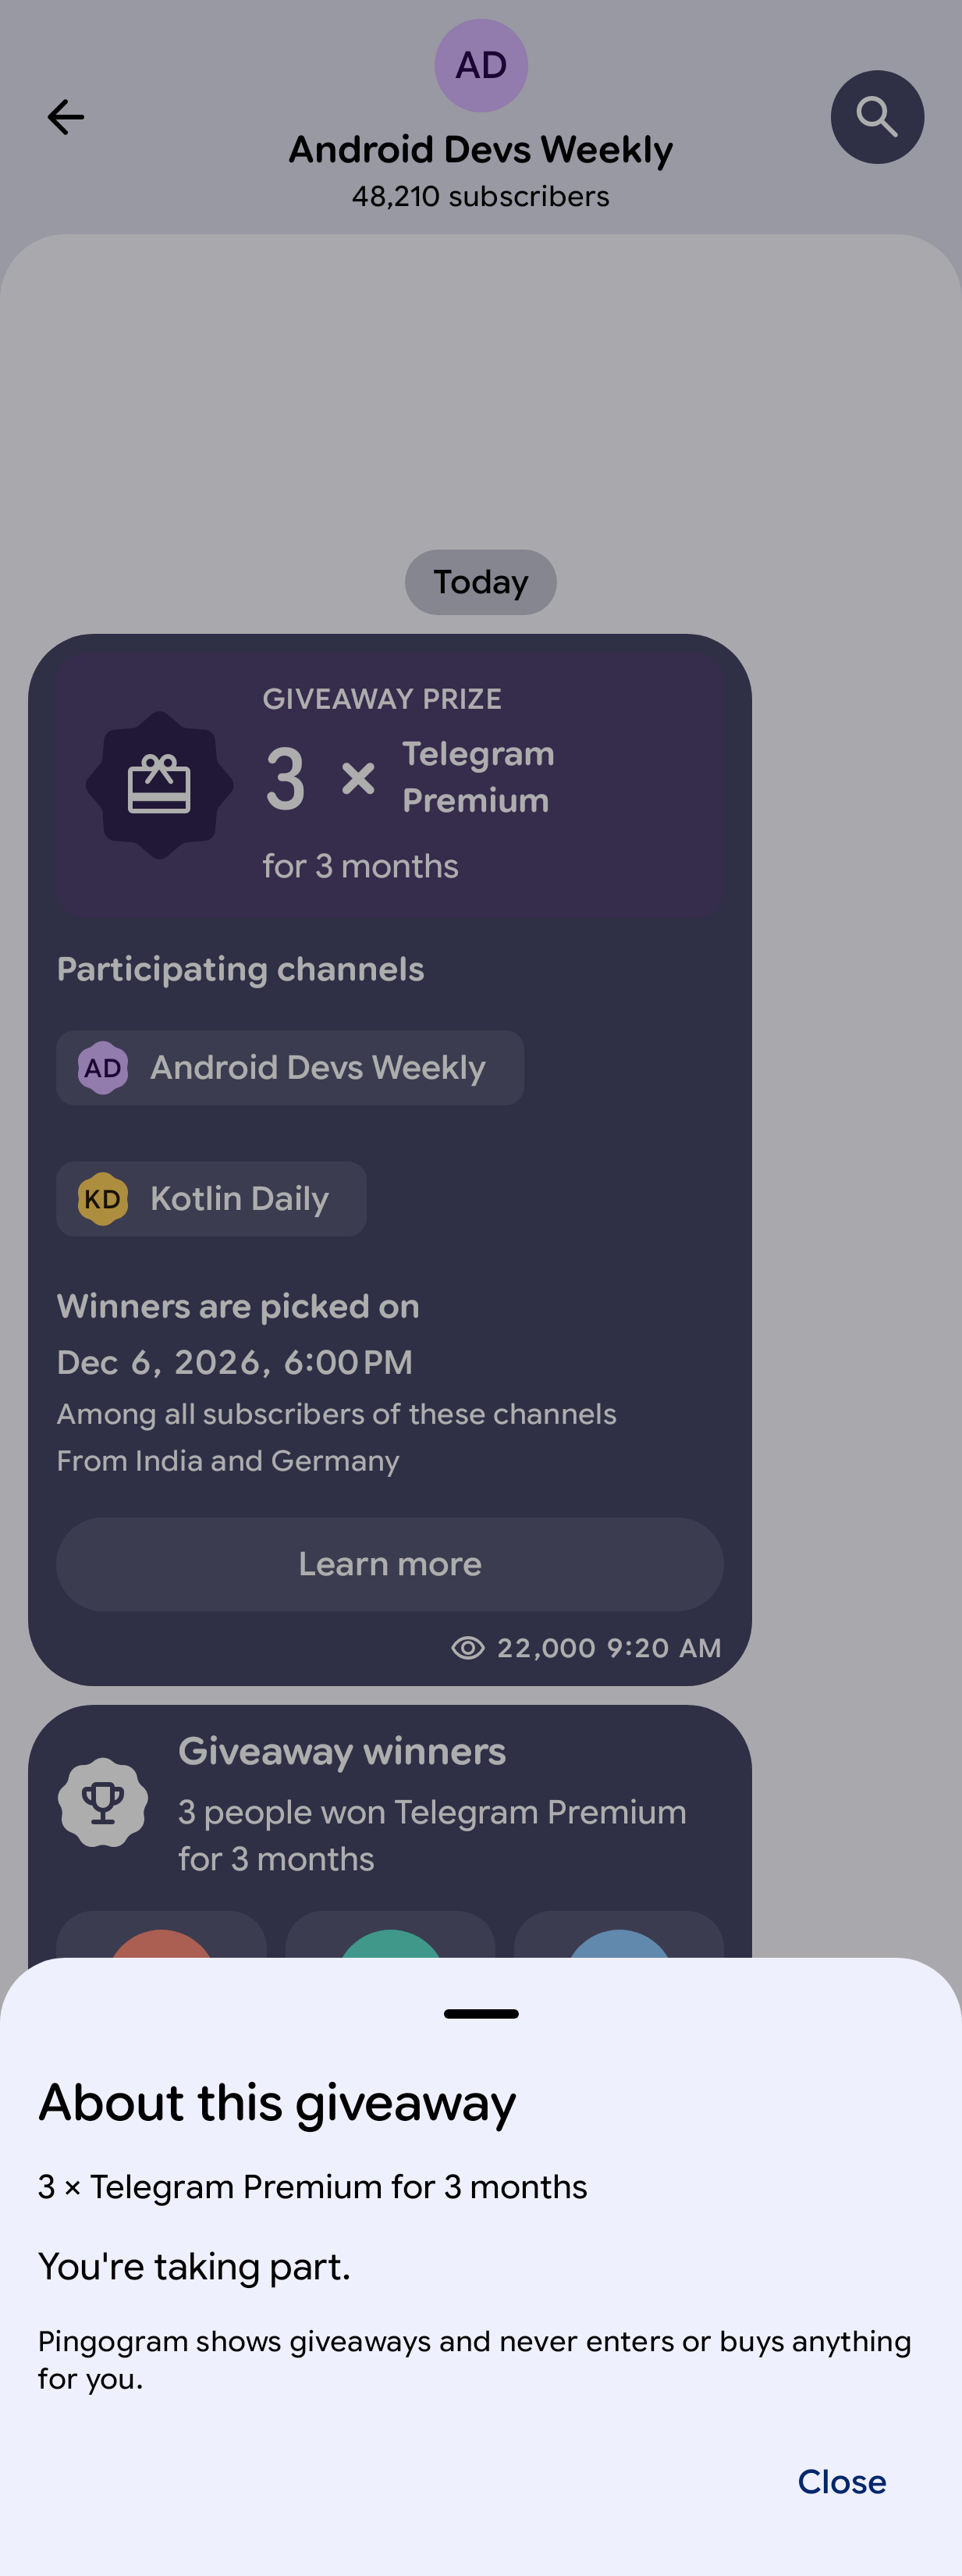 AD
Android Devs Weekly
48,210 subscribers
Today
GIVEAWAY PRIZE
3 × Telegram
Premium
for 3 months
Participating channels
AD Android Devs Weekly
KD Kotlin Daily
Winners are picked on
Dec 6, 2026, 6:00 PM
Among all subscribers of these channels
From India and Germany
Learn more
22,000 9:20 AM
Giveaway winners
3 people won Telegram Premium
for 3 months
About this giveaway
3 × Telegram Premium for 3 months
You're taking part.
Pingogram shows giveaways and never enters or buys anything
for you.
Close